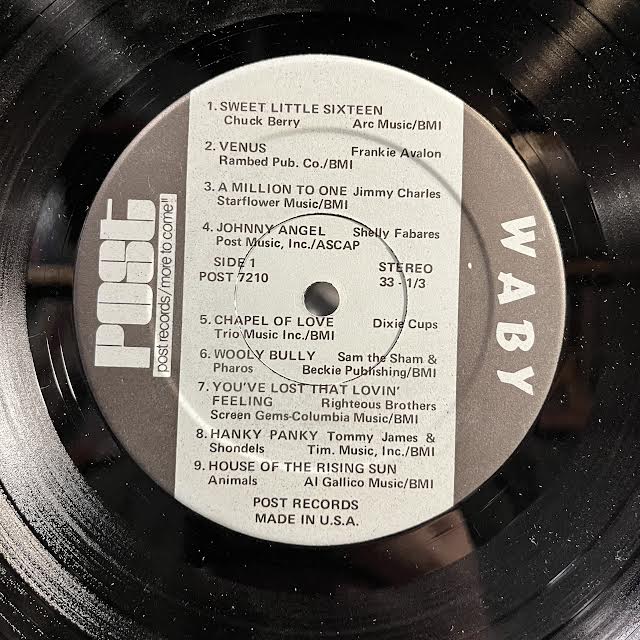 1. SWEET LITTLE SIXTEEN
Chuck Berry Arc Music/BMI
2. VENUS Frankie Avalon
Rambed Pub. Co./BMI
3. A MILLION TO ONE Jimmy Charles
Starflower Music/BMI
4. JOHNNY ANGEL Shelly Fabares
Post Music, Inc./ASCAP
SIDE 1 STEREO
POST 7210 33 - 1/3
5. CHAPEL OF LOVE Dixie Cups
Trio Music Inc./BMI
6. WOOLY BULLY Sam the Sham &
Pharos Beckie Publishing/BMI
7. YOU'VE LOST THAT LOVIN'
FEELING Righteous Brothers
Screen Gems-Columbia Music/BMI
8. HANKY PANKY Tommy James &
Shondels Tim. Music, Inc./BMI
9. HOUSE OF THE RISING SUN
Animals Al Gallico Music/BMI
POST RECORDS
MADE IN U.S.A.
post
post records/more to come!!
WABY